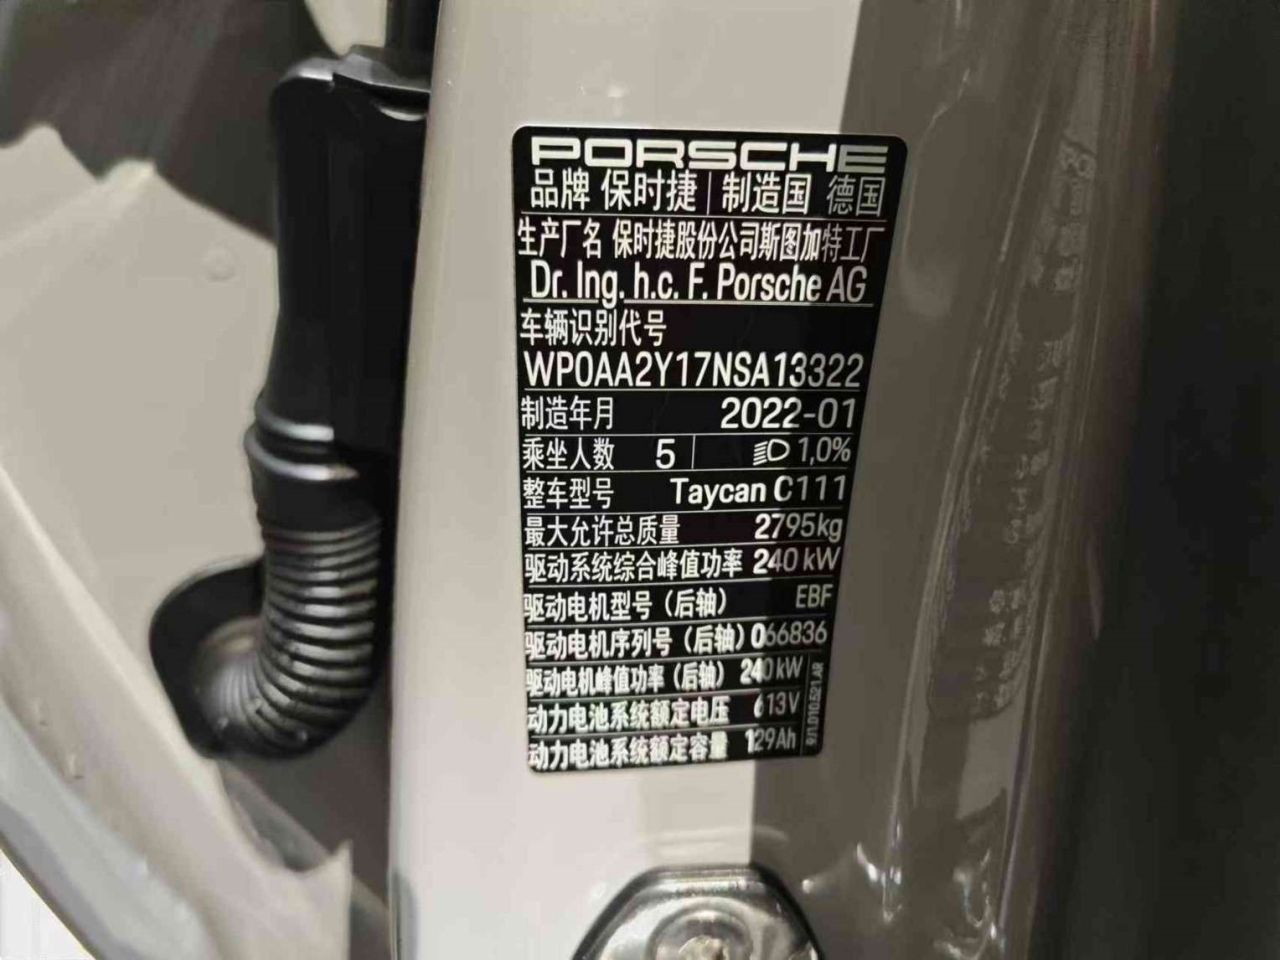 PORSCHE
品牌 保时捷 制造国 德国
生产厂名 保时捷股份公司斯图加特工厂
Dr. Ing. h.c. F. Porsche AG
车辆识别代号
WP0AA2Y17NSA13322
制造年月 2022-01
乘坐人数 5 1,0%
整车型号 Taycan C111
最大允许总质量 2795kg
驱动系统综合峰值功率 240 kW
驱动电机型号（后轴） EBF
驱动电机序列号（后轴）066836
驱动电机峰值功率（后轴） 240 kW
动力电池系统额定电压 613V
动力电池系统额定容量 129Ah
9J1.010.521.AR